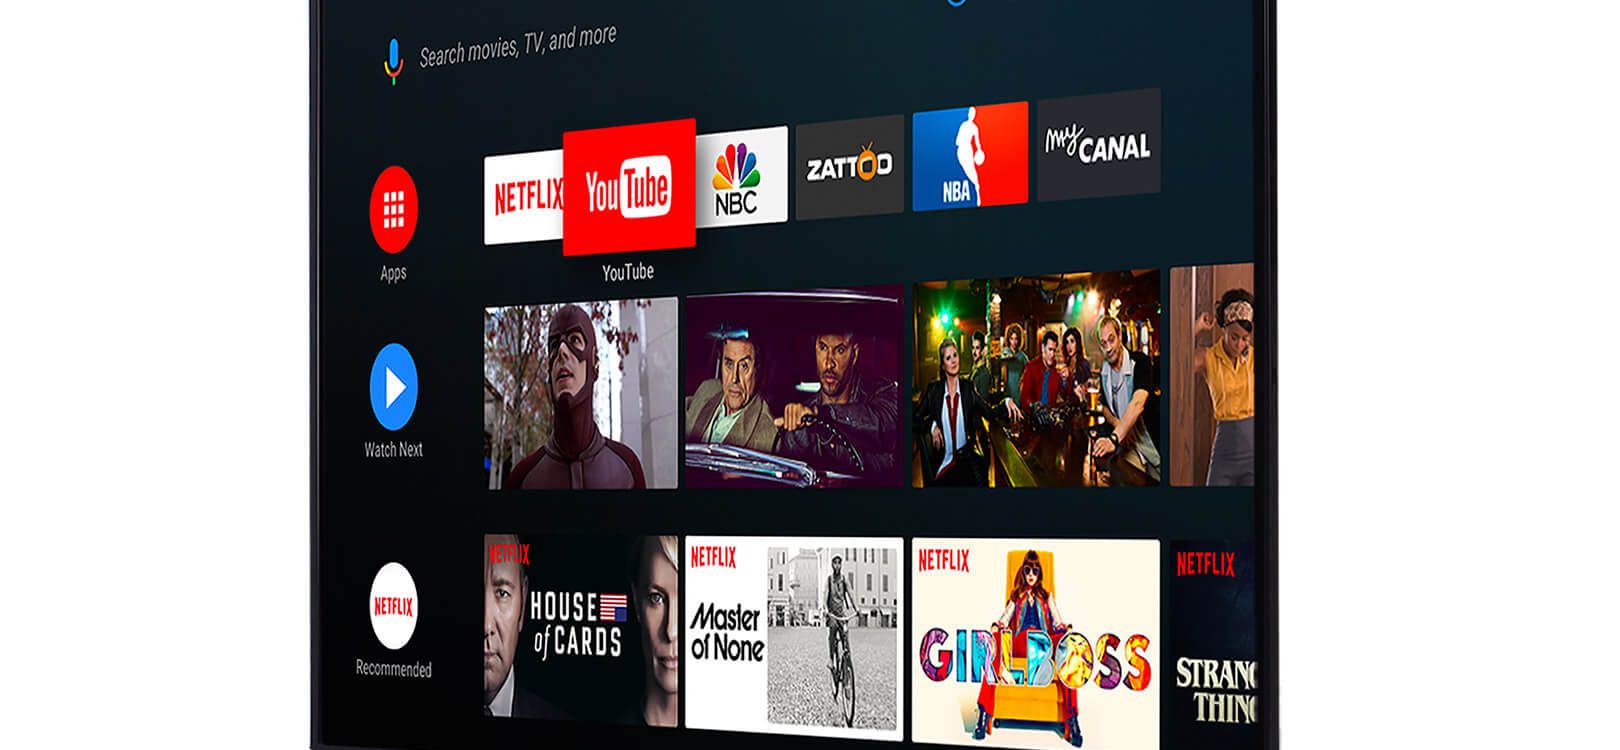 Search movies, TV, and more
NETFLIX
YouTube
NBC
ZATTOO
NBA
my CANAL
Apps
YouTube
Watch Next
NETFLIX
Recommended
NETFLIX
HOUSE
of CARDS
NETFLIX
Master
of None
NETFLIX
GIRLBOSS
NETFLIX
STRANG
THIN